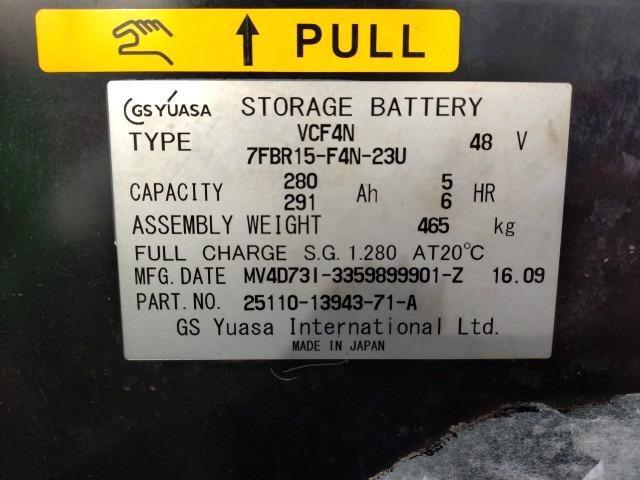 PULL
GS YUASA STORAGE BATTERY
TYPE VCF4N 48 V
7FBR15-F4N-23U
CAPACITY 280 Ah 5 HR
291 6
ASSEMBLY WEIGHT 465 kg
FULL CHARGE S.G. 1.280 AT20°C
MFG. DATE MV4D73I-3359899901-Z 16.09
PART. NO. 25110-13943-71-A
GS Yuasa International Ltd.
MADE IN JAPAN